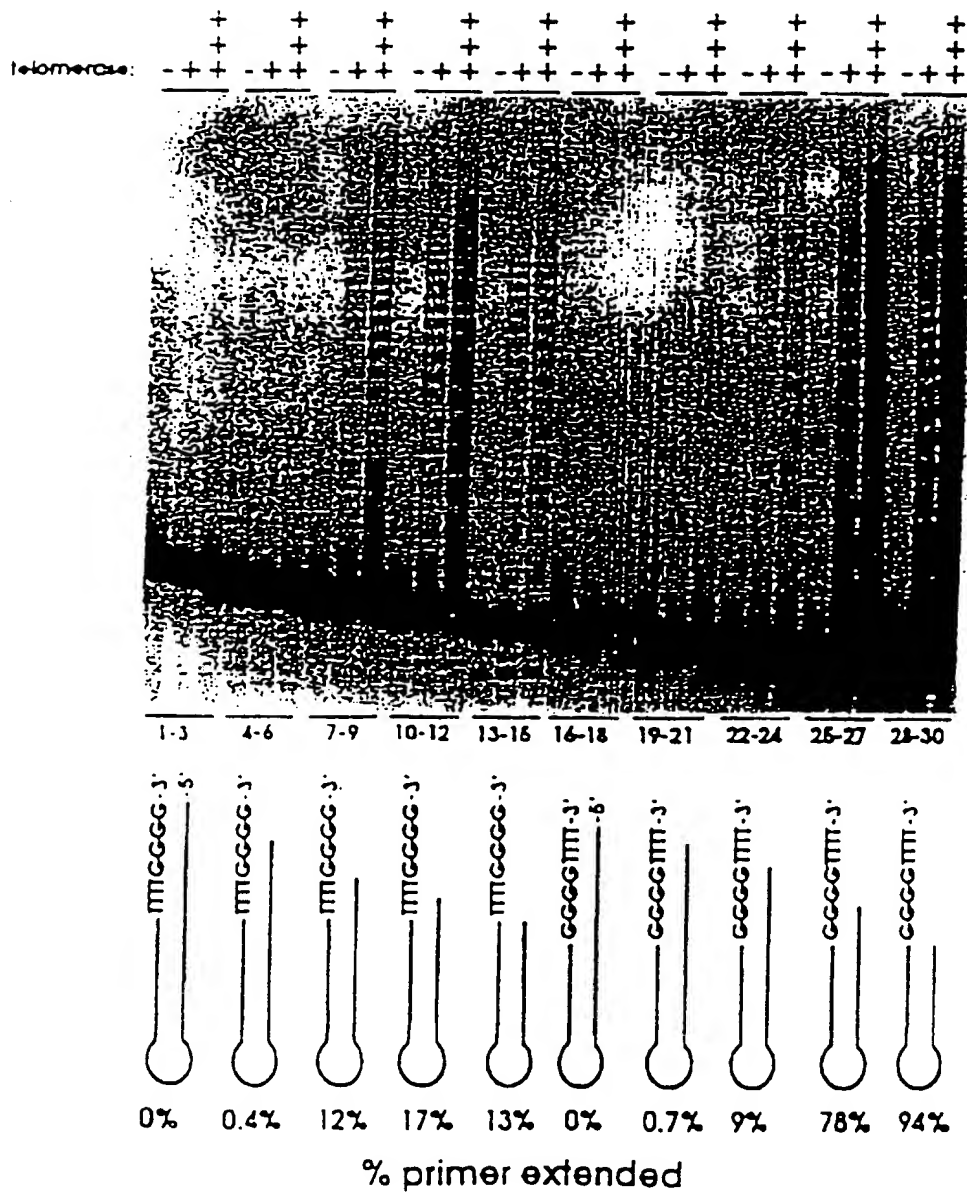 + + + + + + + + + +
+ + + + + + + + + +
telomerase: - + + - + + - + + - + + - + + - + + - + + - + + - + + - + +
1-3 4-6 7-9 10-12 13-15 16-18 19-21 22-24 25-27 28-30
TTTTGGGG-3' -5' TTTTGGGG-3' TTTTGGGG-3' TTTTGGGG-3' TTTTGGGG-3' GGGGTTTT-3' -5' GGGGTTTT-3' GGGGTTTT-3' GGGGTTTT-3' GGGGTTTT-3'
0% 0.4% 12% 17% 13% 0% 0.7% 9% 78% 94%
% primer extended